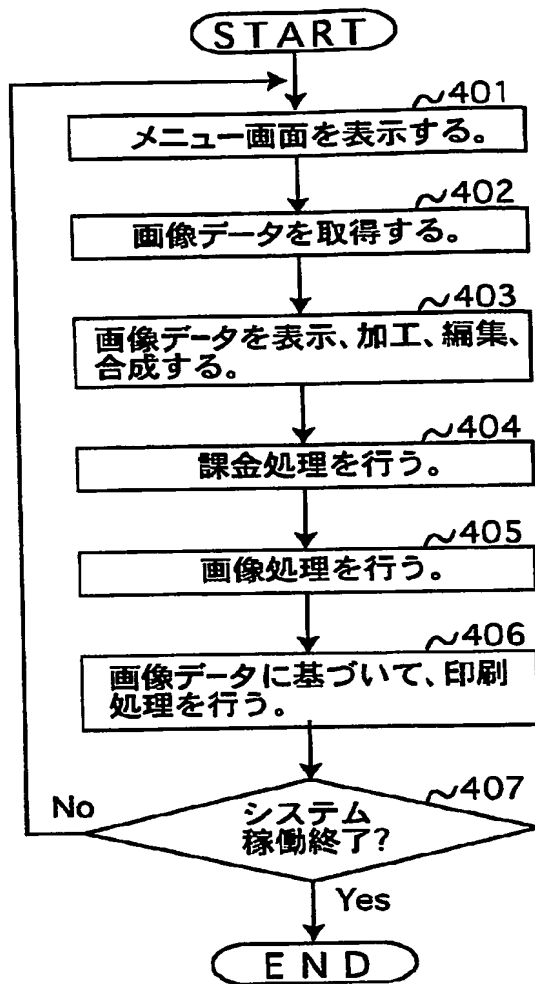 START
401
メニュー画面を表示する。
402
画像データを取得する。
403
画像データを表示、加工、編集、
合成する。
404
課金処理を行う。
405
画像処理を行う。
406
画像データに基づいて、印刷
処理を行う。
407
システム
稼働終了?
No
Yes
END